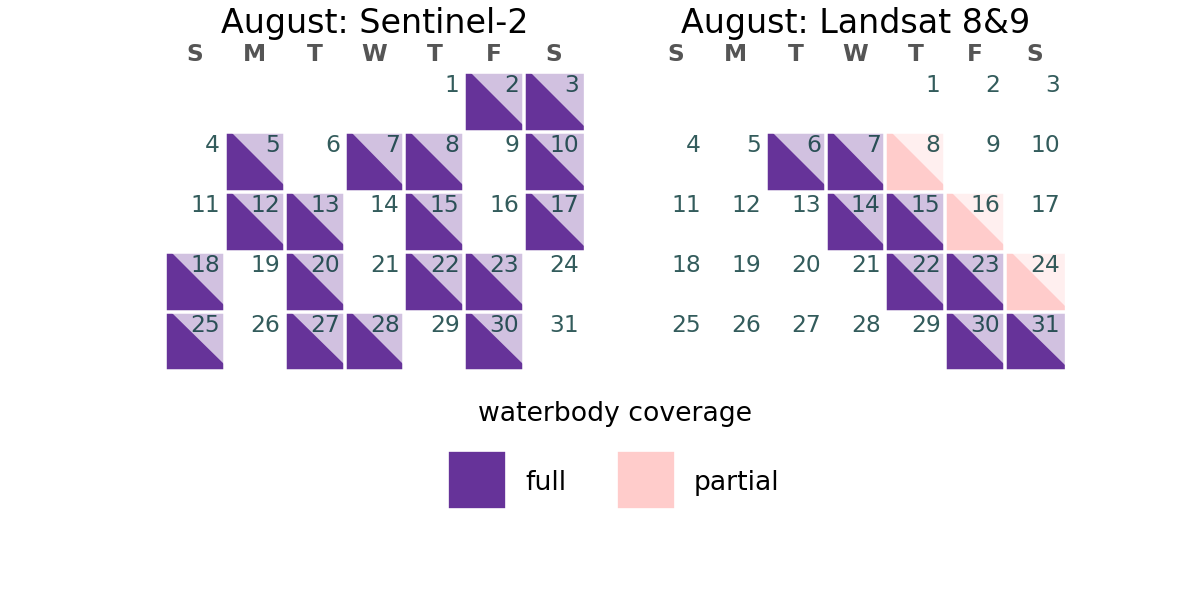 August: Sentinel-2
S M T W T F S
1 2 3
4 5 6 7 8 9 10
11 12 13 14 15 16 17
18 19 20 21 22 23 24
25 26 27 28 29 30 31
August: Landsat 8&9
S M T W T F S
1 2 3
4 5 6 7 8 9 10
11 12 13 14 15 16 17
18 19 20 21 22 23 24
25 26 27 28 29 30 31
waterbody coverage
full
partial